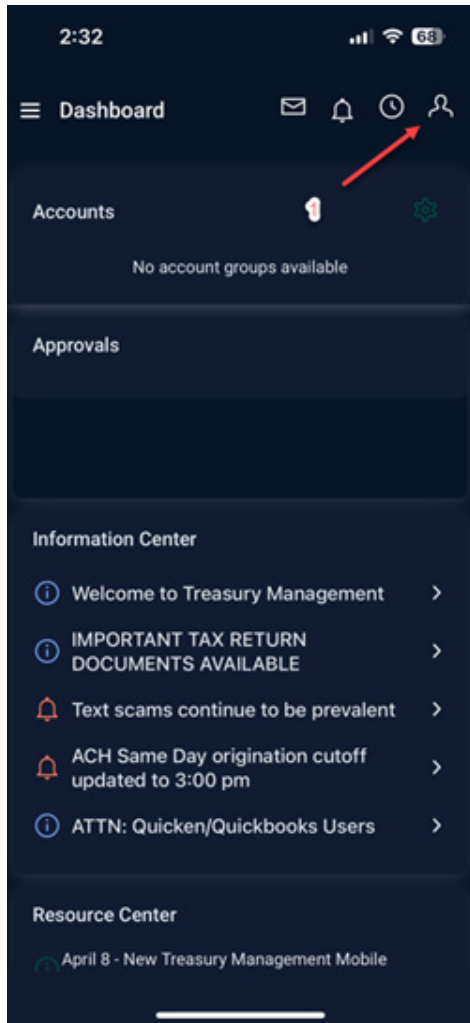 2:32
68
Dashboard
Accounts
1
No account groups available
Approvals
Information Center
Welcome to Treasury Management
IMPORTANT TAX RETURN
DOCUMENTS AVAILABLE
Text scams continue to be prevalent
ACH Same Day origination cutoff
updated to 3:00 pm
ATTN: Quicken/Quickbooks Users
Resource Center
April 8 - New Treasury Management Mobile